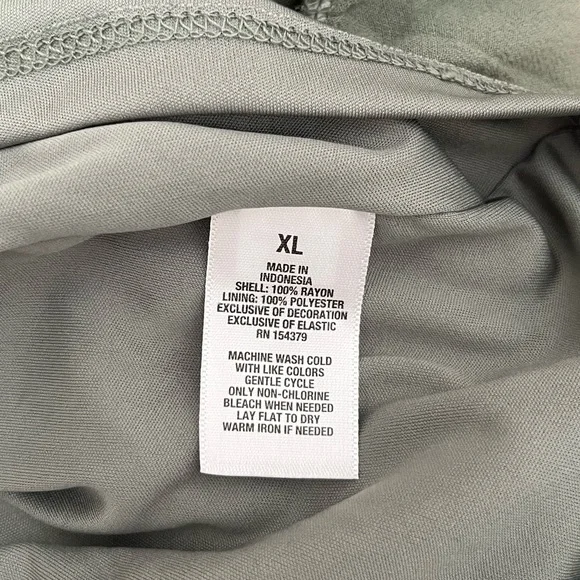 XL
MADE IN
INDONESIA
SHELL: 100% RAYON
LINING: 100% POLYESTER
EXCLUSIVE OF DECORATION
EXCLUSIVE OF ELASTIC
RN 154379
MACHINE WASH COLD
WITH LIKE COLORS
GENTLE CYCLE
ONLY NON-CHLORINE
BLEACH WHEN NEEDED
LAY FLAT TO DRY
WARM IRON IF NEEDED